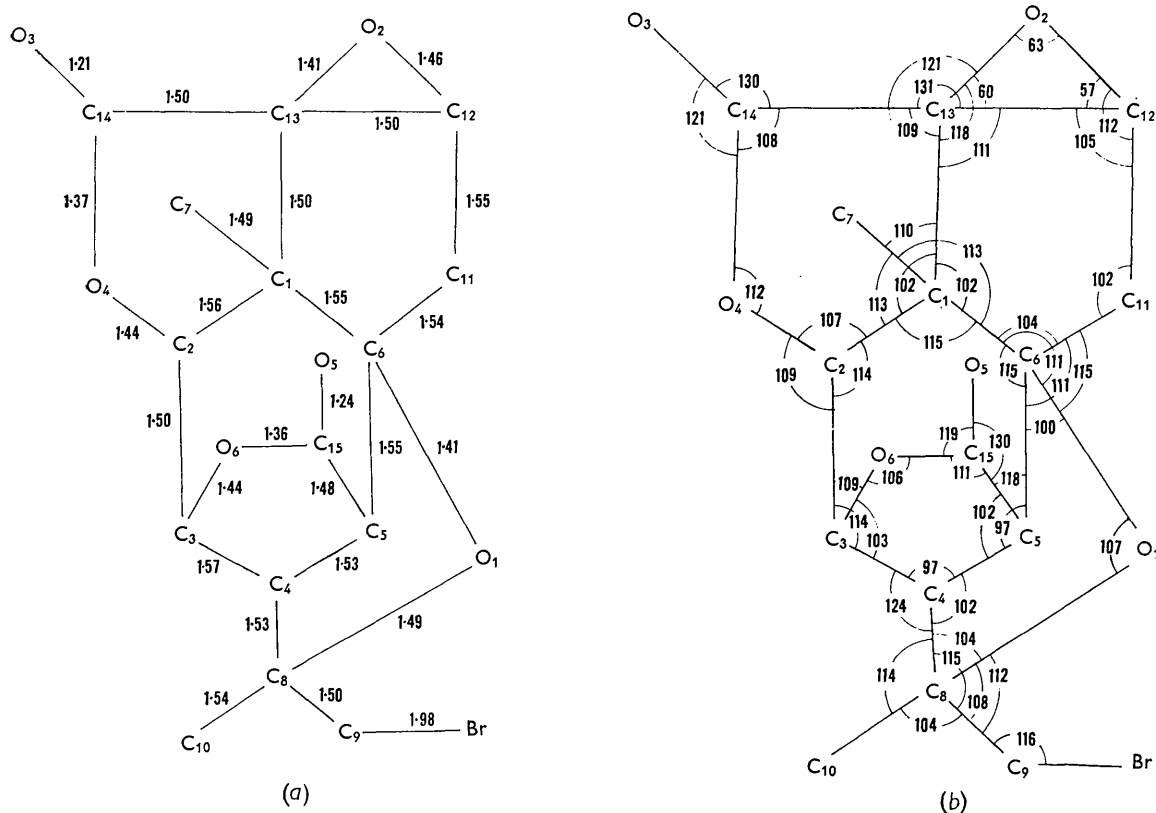 O₃
O₂
1·21
1·41
1·46
1·50
C₁₄
C₁₃
1·50
C₁₂
1·37
C₇
1·49
1·50
1·55
O₄
C₁
C₁₁
1·44
1·56
1·55
1·54
C₂
C₆
O₅
1·50
1·24
1·36
O₆
C₁₅
1·55
1·41
1·44
1·48
C₃
C₅
O₁
1·57
1·53
C₄
1·53
1·49
C₈
1·54
1·50
1·98
C₁₀
C₉
Br
(a)
O₃
O₂
63
121
130
131
60
57
C₁₄
C₁₃
C₁₂
121
108
109
118
111
105
112
C₇
110
113
O₄
112
102
C₁
102
102
C₁₁
107
113
115
104
C₂
C₆
109
114
O₅
115
111
111
115
100
119
130
O₆
C₁₅
106
111
118
109
102
114
97
C₃
103
C₅
107
O₁
97
C₄
124
102
104
114
115
112
C₈
108
104
116
C₁₀
C₉
Br
(b)